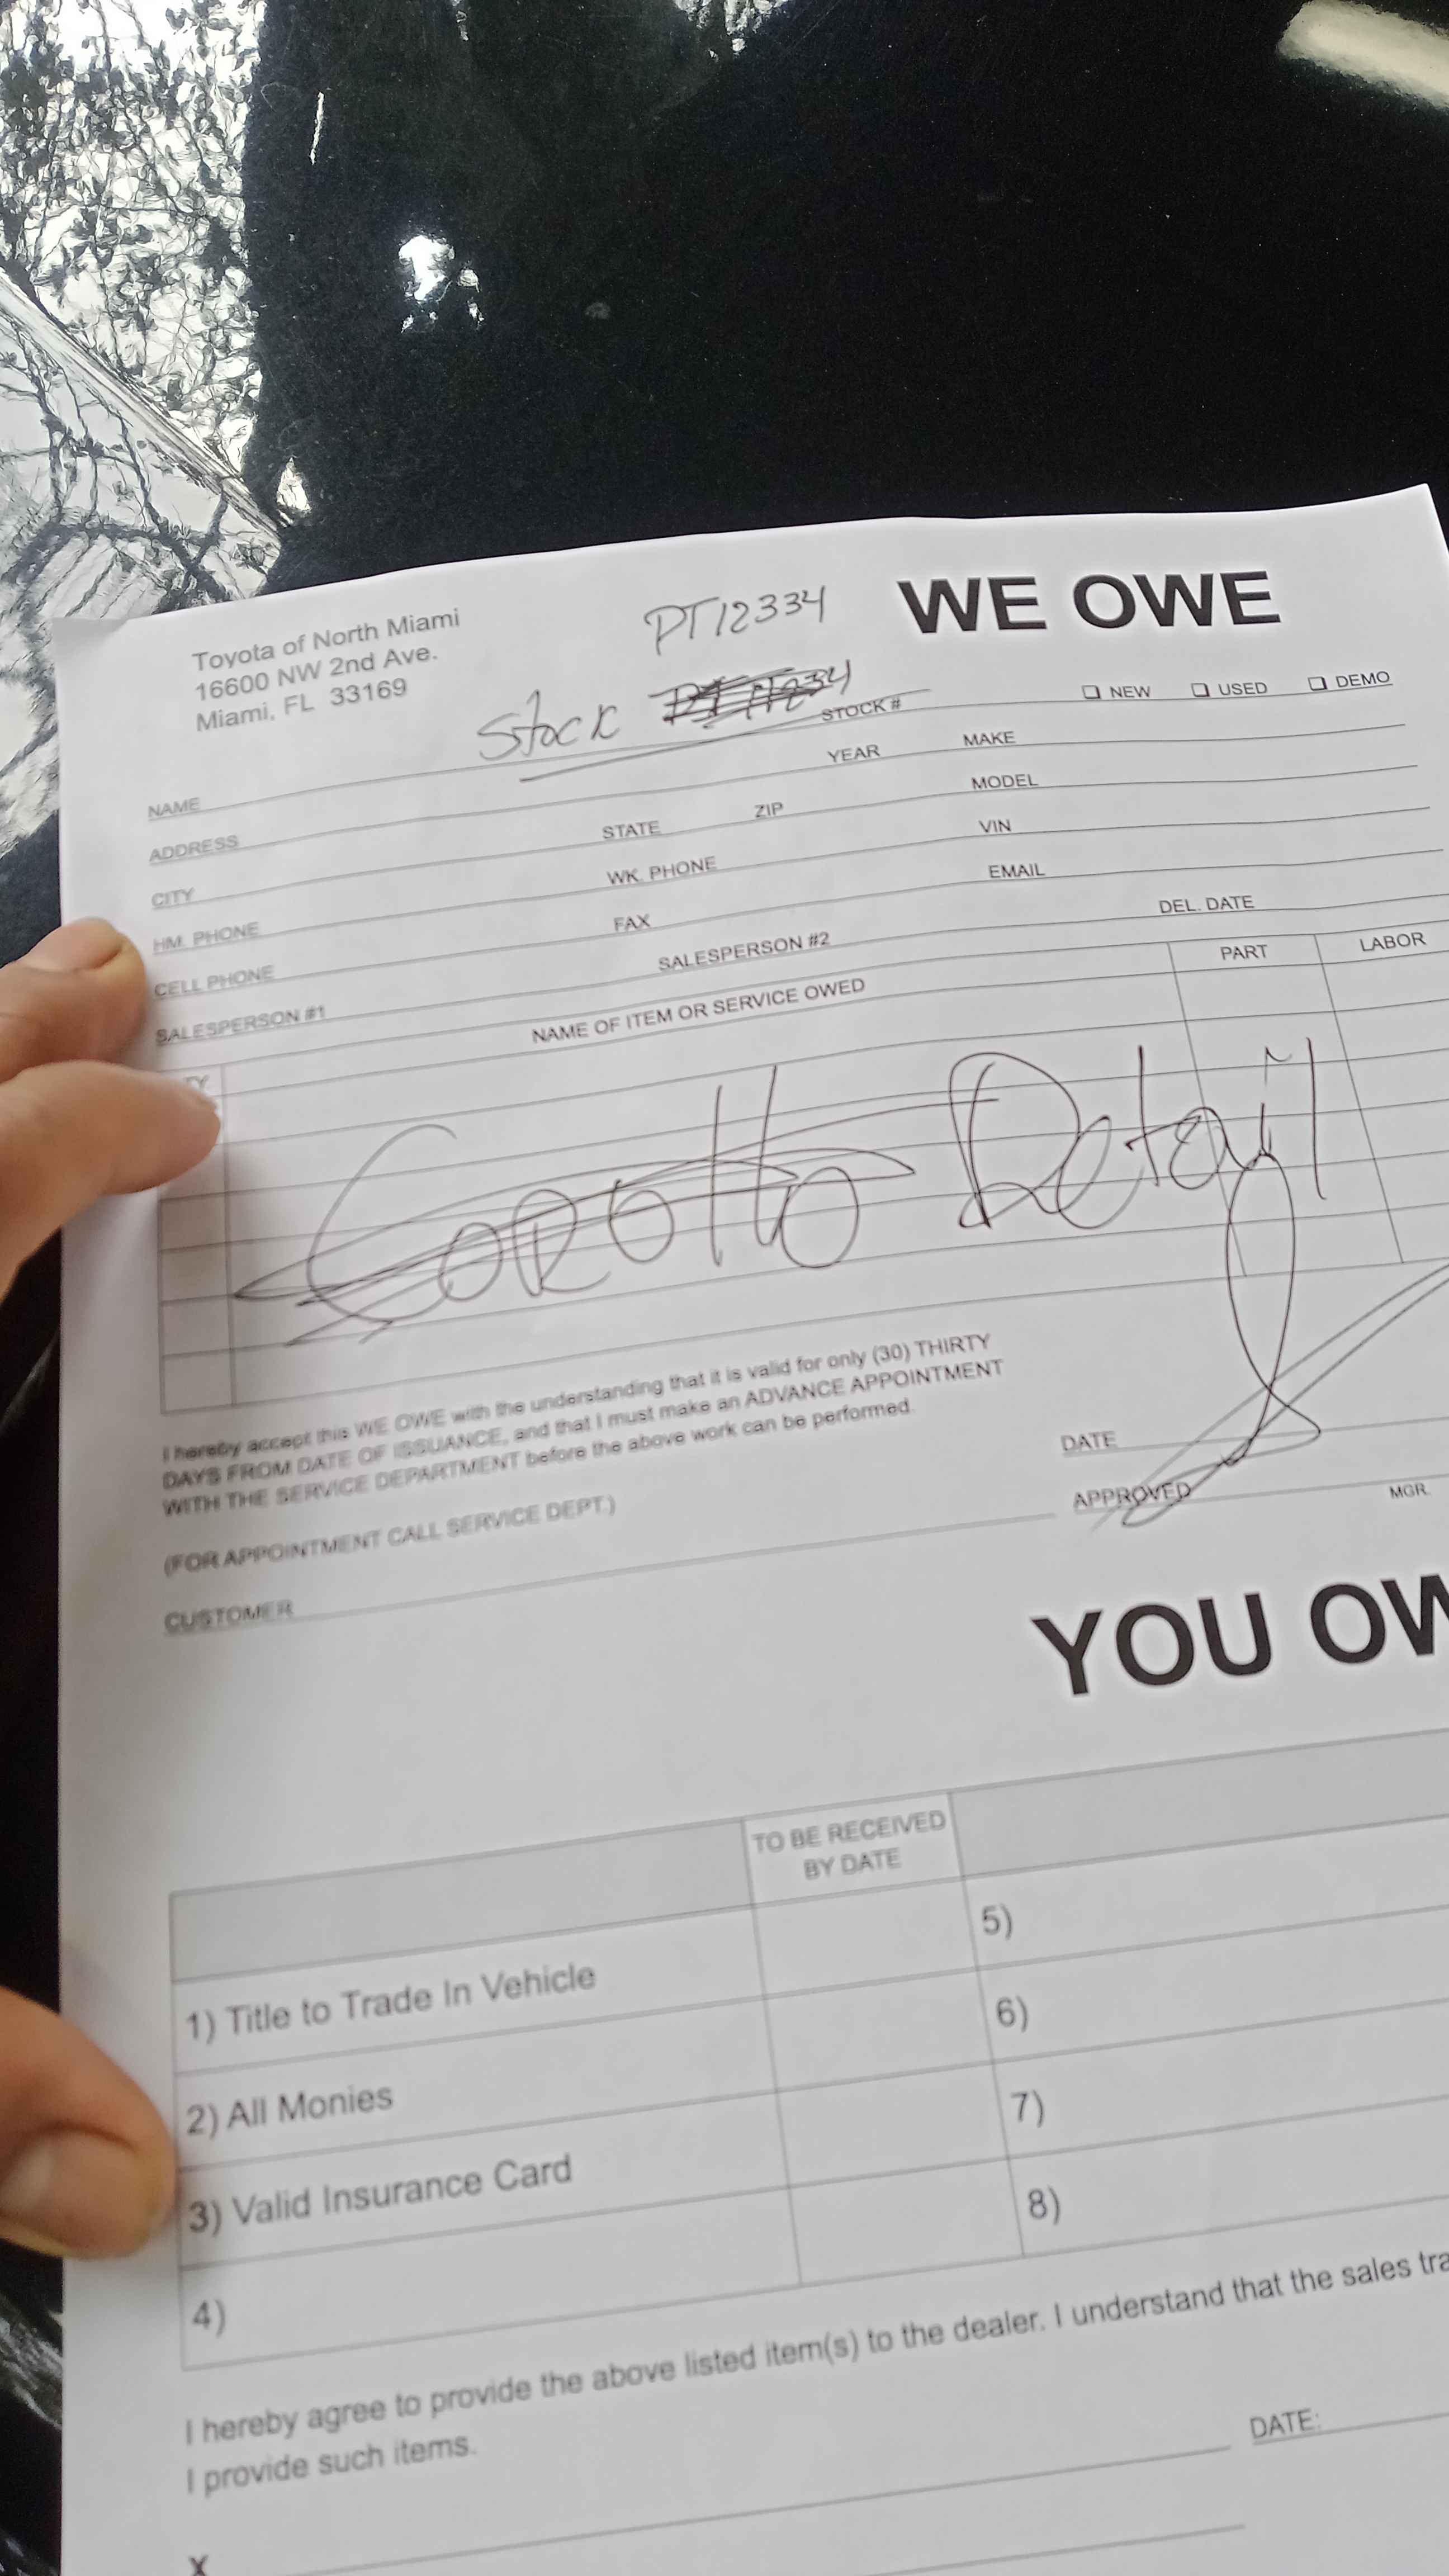 Toyota of North Miami
16600 NW 2nd Ave.
Miami, FL 33169
PT12334
WE OWE
Stock
STOCK #
❑ NEW ❑ USED ❑ DEMO
NAME
YEAR MAKE
ADDRESS
STATE ZIP
MODEL
CITY
WK. PHONE
VIN
HM. PHONE
FAX
EMAIL
CELL PHONE
SALESPERSON #2
DEL. DATE
SALESPERSON #1
NAME OF ITEM OR SERVICE OWED
PART LABOR
Detail
I hereby accept this WE OWE with the understanding that it is valid for only (30) THIRTY
DAYS FROM DATE OF ISSUANCE, and that I must make an ADVANCE APPOINTMENT
WITH THE SERVICE DEPARTMENT before the above work can be performed.
(FOR APPOINTMENT CALL SERVICE DEPT.)
DATE
APPROVED MGR.
CUSTOMER
YOU OW
TO BE RECEIVED
BY DATE
1) Title to Trade In Vehicle
2) All Monies
3) Valid Insurance Card
4)
5)
6)
7)
8)
I hereby agree to provide the above listed item(s) to the dealer. I understand that the sales tra
I provide such items.
DATE:
X